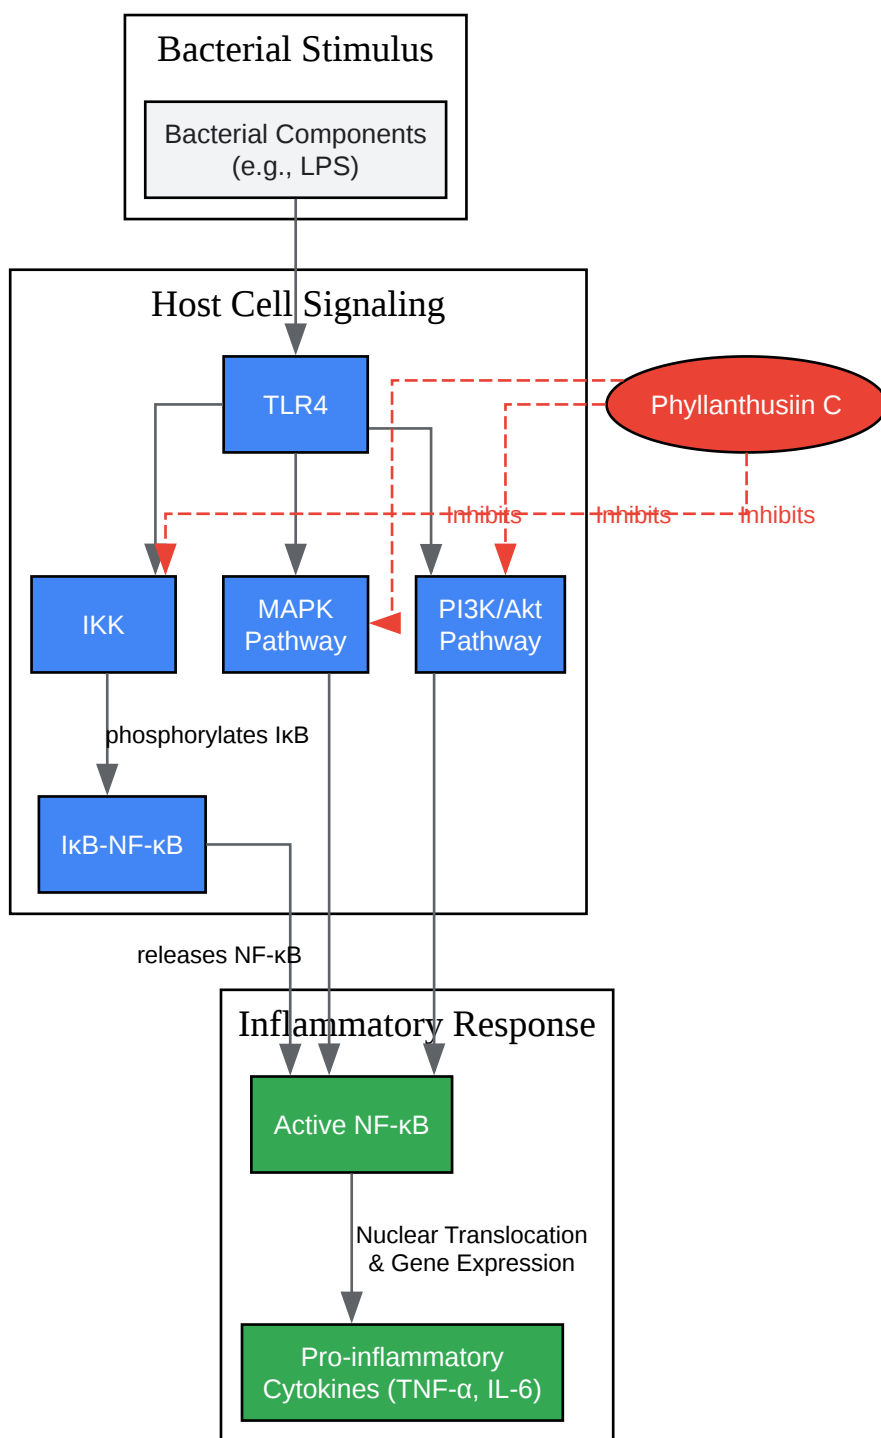 Bacterial Stimulus
Bacterial Components
(e.g., LPS)
Host Cell Signaling
TLR4
Phyllanthusiin C
Inhibits
Inhibits
Inhibits
IKK
MAPK
Pathway
PI3K/Akt
Pathway
phosphorylates IκB
IκB-NF-κB
releases NF-κB
Inflammatory Response
Active NF-κB
Nuclear Translocation
& Gene Expression
Pro-inflammatory
Cytokines (TNF-α, IL-6)